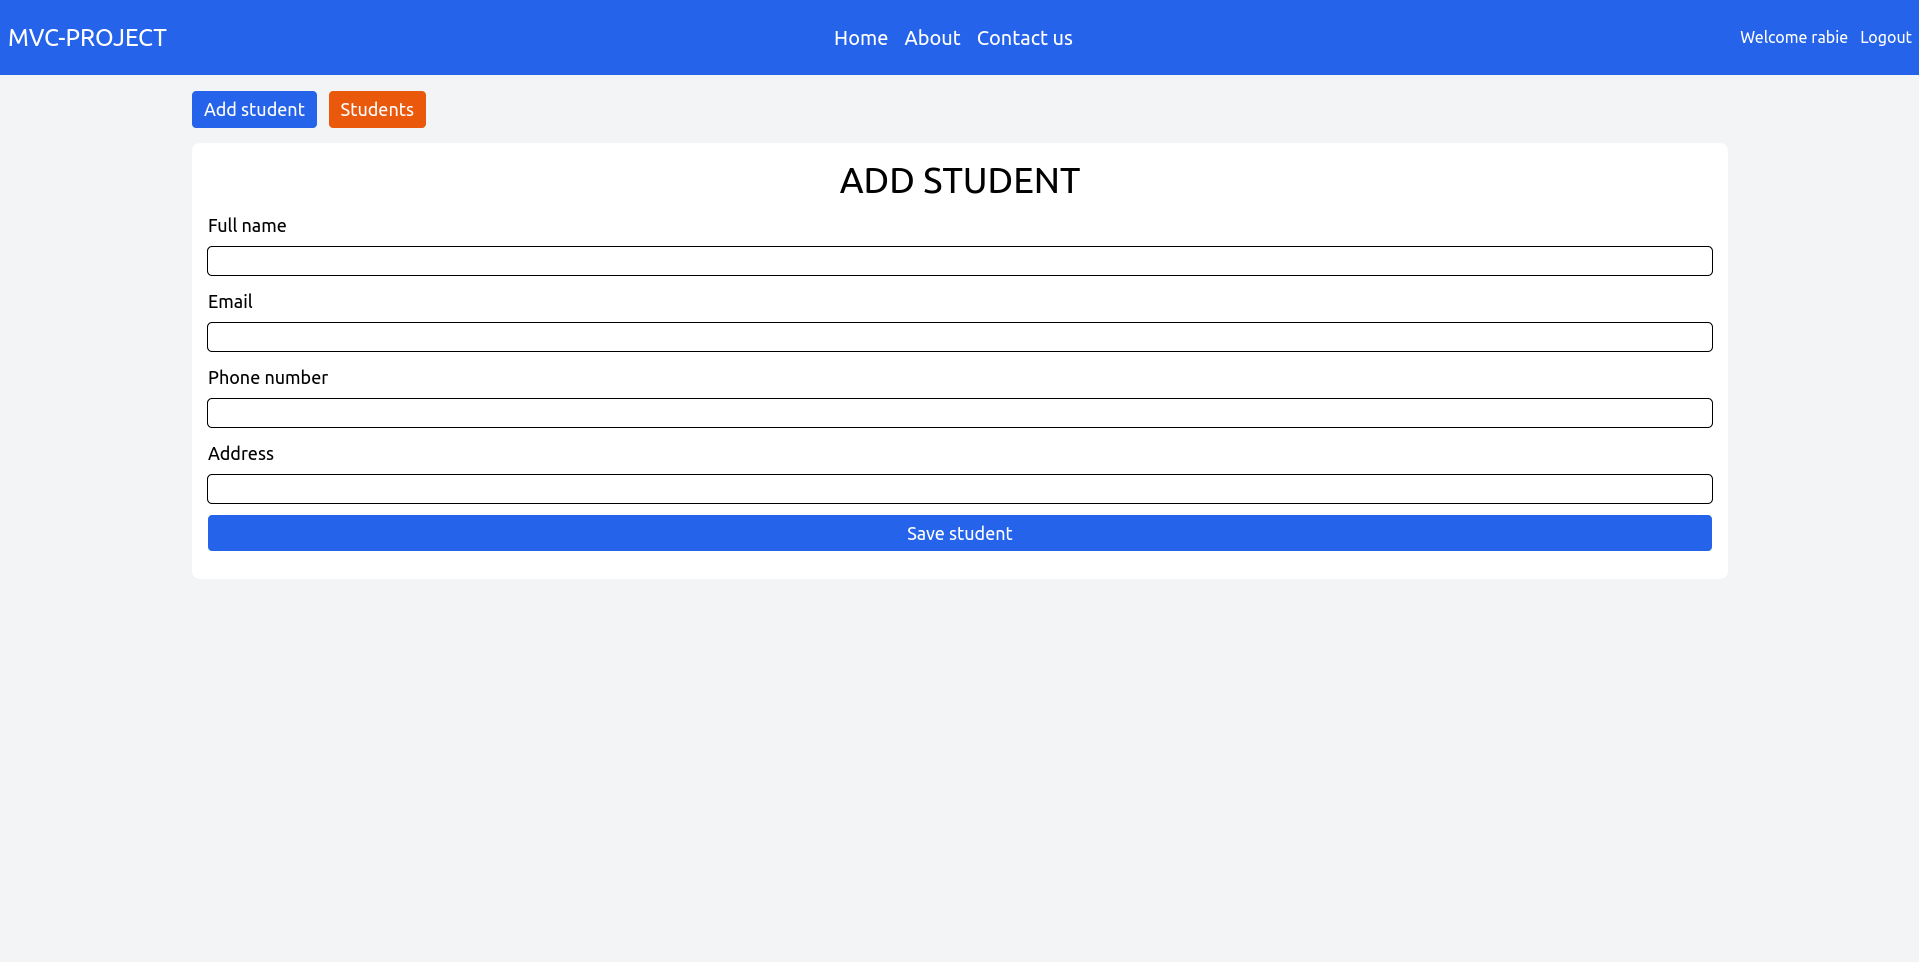 MVC-PROJECT
Home About Contact us
Welcome rabie Logout
Add student Students
ADD STUDENT
Full name
Email
Phone number
Address
Save student